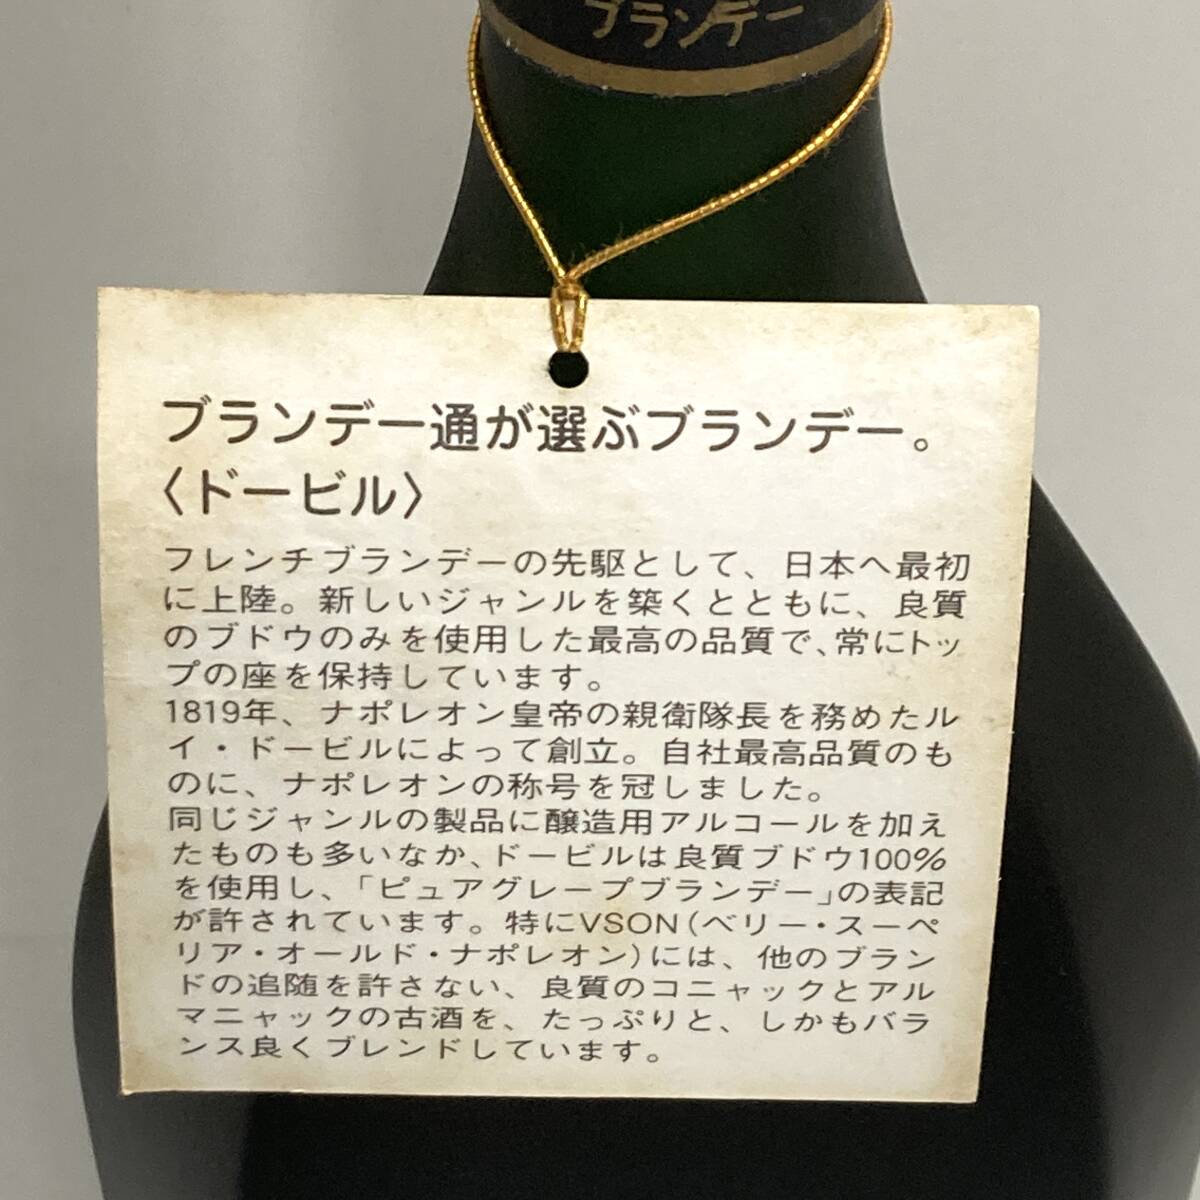 ブランデー
ブランデー通が選ぶブランデー。
〈ドービル〉
フレンチブランデーの先駆として、日本へ最初
に上陸。新しいジャンルを築くとともに、良質
のブドウのみを使用した最高の品質で、常にトッ
プの座を保持しています。
1819年、ナポレオン皇帝の親衛隊長を務めたル
イ・ドービルによって創立。自社最高品質のも
のに、ナポレオンの称号を冠しました。
同じジャンルの製品に醸造用アルコールを加え
たものも多いなか、ドービルは良質ブドウ100%
を使用し、「ピュアグレープブランデー」の表記
が許されています。特にVSON(ベリー・スーペ
リア・オールド・ナポレオン)には、他のブラン
ドの追随を許さない、良質のコニャックとアル
マニャックの古酒を、たっぷりと、しかもバラ
ンス良くブレンドしています。